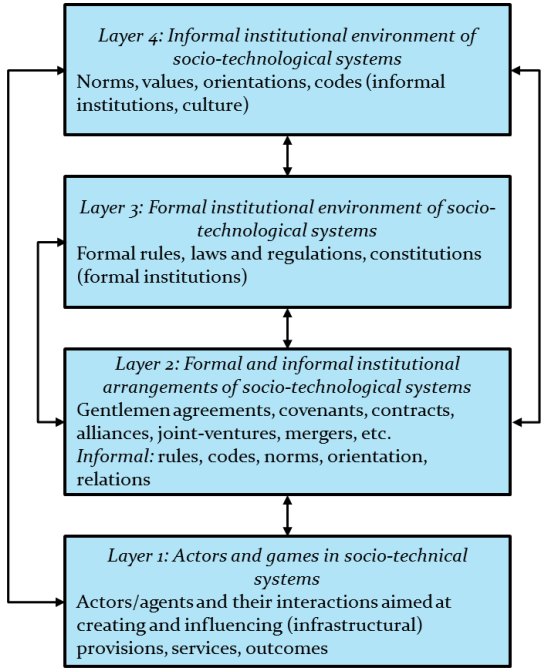 Layer 4: Informal institutional environment of
socio-technological systems
Norms, values, orientations, codes (informal
institutions, culture)
Layer 3: Formal institutional environment of socio-
technological systems
Formal rules, laws and regulations, constitutions
(formal institutions)
Layer 2: Formal and informal institutional
arrangements of socio-technological systems
Gentlemen agreements, covenants, contracts,
alliances, joint-ventures, mergers, etc.
Informal: rules, codes, norms, orientation,
relations
Layer 1: Actors and games in socio-technical
systems
Actors/agents and their interactions aimed at
creating and influencing (infrastructural)
provisions, services, outcomes